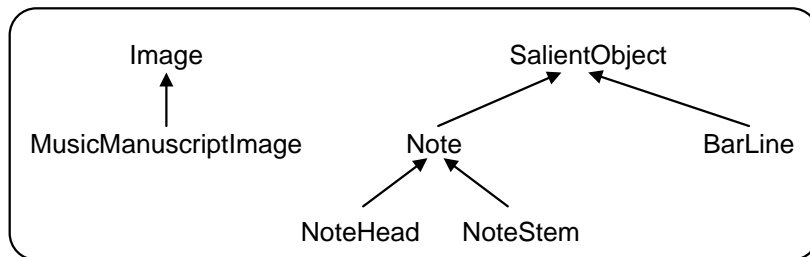 Image SalientObject
MusicManuscriptImage Note BarLine
NoteHead NoteStem